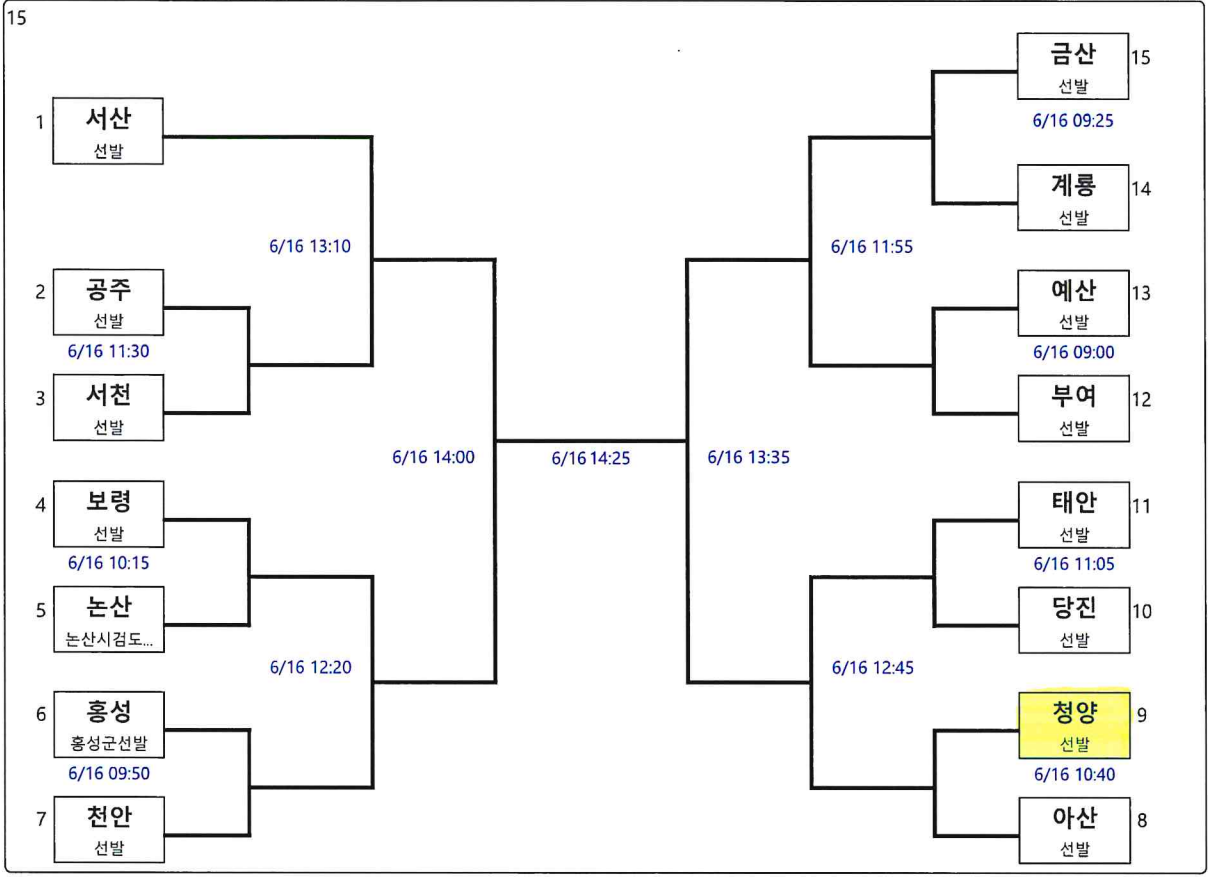 15
1
서산
선발
6/16 13:10
2
공주
선발
6/16 11:30
3
서천
선발
6/16 14:00
4
보령
선발
6/16 10:15
5
논산
논산시검도...
6/16 12:20
6
홍성
홍성군선발
6/16 09:50
7
천안
선발
6/16 14:25
금산
15
선발
6/16 09:25
계룡
14
선발
6/16 11:55
예산
13
선발
6/16 09:00
부여
12
선발
6/16 13:35
태안
11
선발
6/16 11:05
당진
10
선발
6/16 12:45
청양
9
선발
6/16 10:40
아산
8
선발